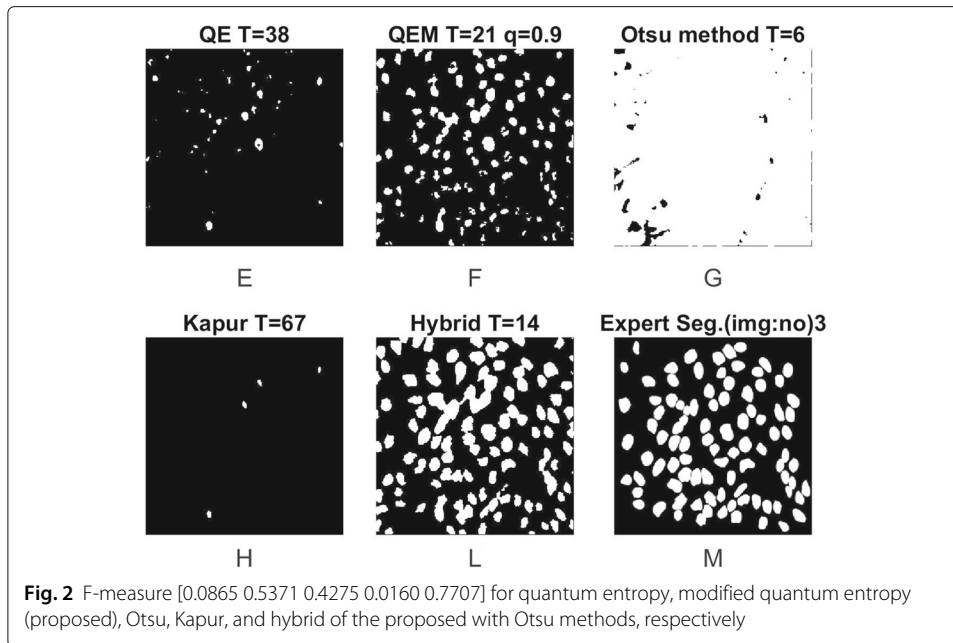 QE T=38
QEM T=21 q=0.9
Otsu method T=6
E
F
G
Kapur T=67
Hybrid T=14
Expert Seg.(img:no)3
H
L
M
Fig. 2 F-measure [0.0865 0.5371 0.4275 0.0160 0.7707] for quantum entropy, modified quantum entropy
(proposed), Otsu, Kapur, and hybrid of the proposed with Otsu methods, respectively